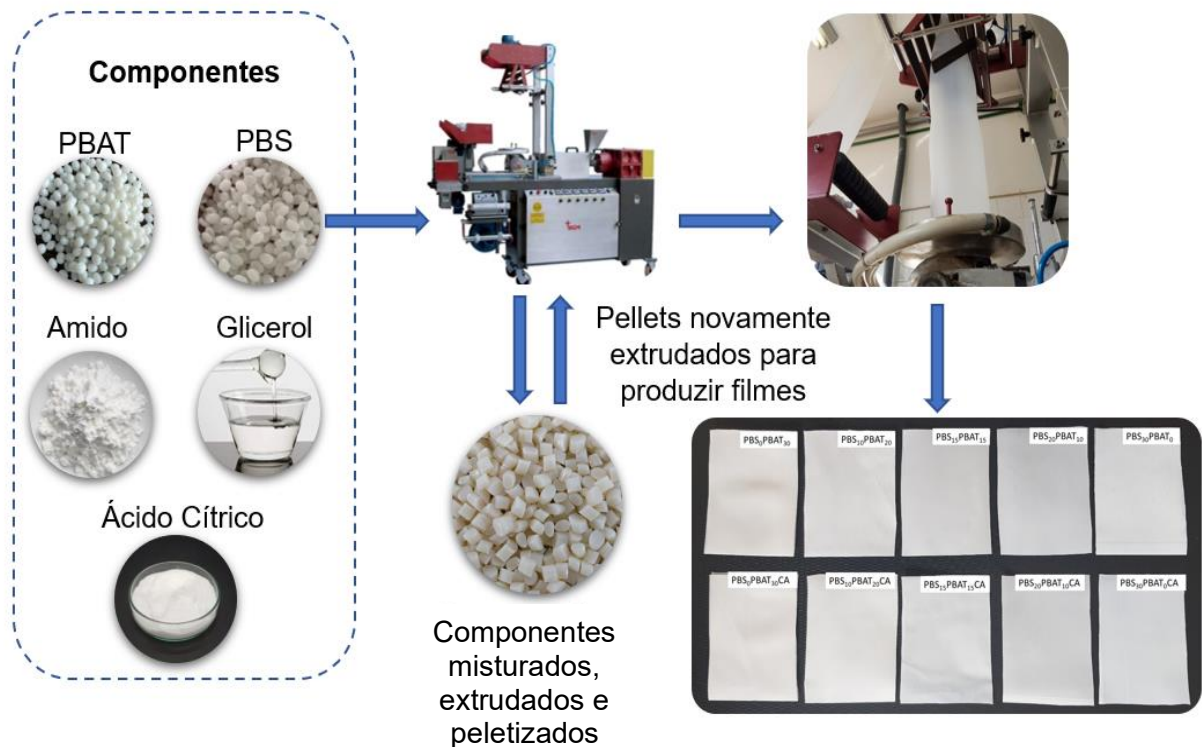 Componentes
PBAT
PBS
Amido
Glicerol
Ácido Cítrico
Pellets novamente
extrudados para
produzir filmes
Componentes
misturados,
extrudados e
peletizados
PBS₀PBAT₃₀
PBS₁₀PBAT₂₀
PBS₁₅PBAT₁₅
PBS₂₀PBAT₁₀
PBS₃₀PBAT₀
PBS₀PBAT₃₀CA
PBS₁₀PBAT₂₀CA
PBS₁₅PBAT₁₅CA
PBS₂₀PBAT₁₀CA
PBS₃₀PBAT₀CA